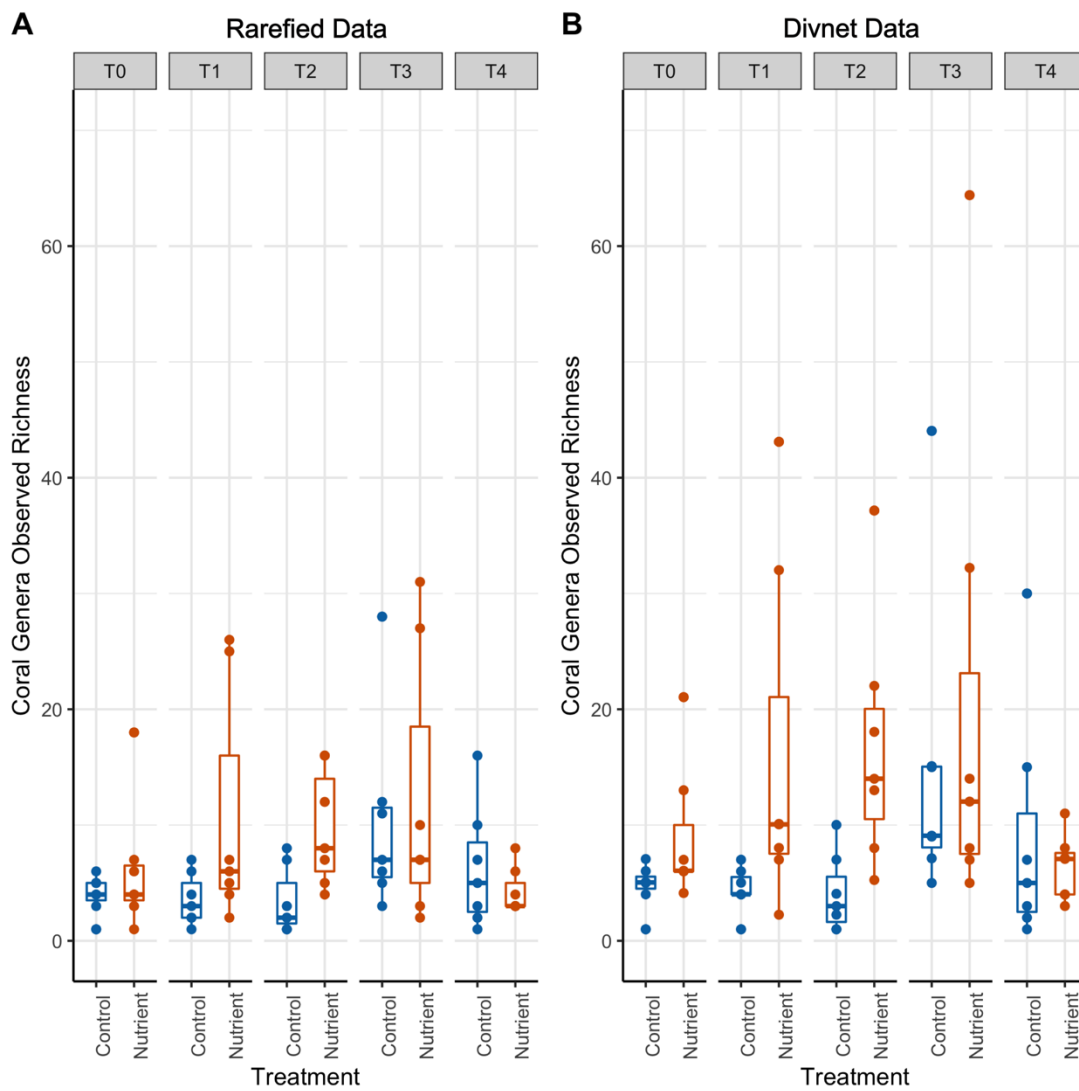 A
Rarefied Data
T0 T1 T2 T3 T4
Coral Genera Observed Richness
60
40
20
0
Control Nutrient Control Nutrient Control Nutrient Control Nutrient Control Nutrient
Treatment
B
Divnet Data
T0 T1 T2 T3 T4
Coral Genera Observed Richness
60
40
20
0
Control Nutrient Control Nutrient Control Nutrient Control Nutrient Control Nutrient
Treatment